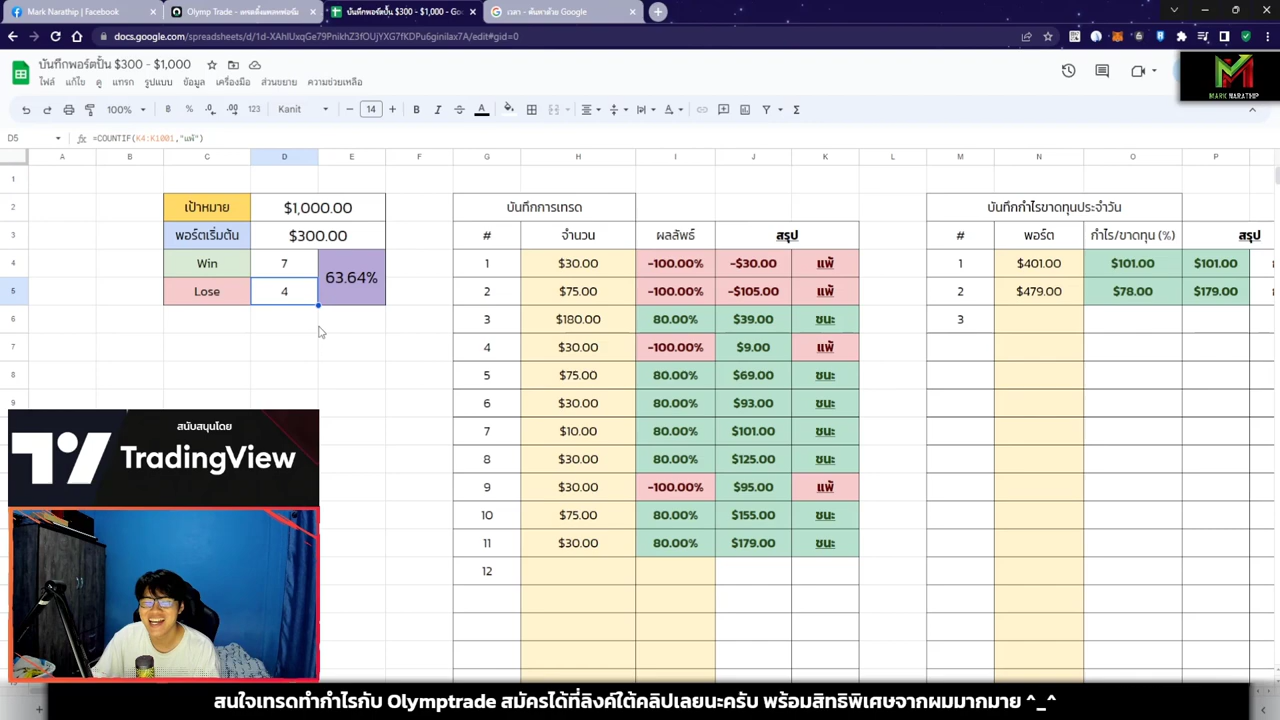 Mark Narathip | Facebook
Olymp Trade - เทรดดิ้งแพลทฟอร์ม
บันทึกพอร์ตปั้น $300 - $1,000 - Goo
เวลา - ค้นหาด้วย Google
บันทึกพอร์ตปั้น $300 - $1,000
ไฟล์ แก้ไข ดู แทรก รูปแบบ ข้อมูล เครื่องมือ ส่วนขยาย ความช่วยเหลือ
MARK NARATHIP
100% % .0 .00 123 Kanit 14 B I S A
D5 fx =COUNTIF(K4:K1001,"แพ้")
A B C D E F G H I J K L M N O P
1
2 เป้าหมาย $1,000.00 บันทึกการเทรด บันทึกกำไรขาดทุนประจำวัน
3 พอร์ตเริ่มต้น $300.00 # จำนวน ผลลัพธ์ สรุป # พอร์ต กำไร/ขาดทุน (%) สรุป
4 Win 7 63.64% 1 $30.00 -100.00% -$30.00 แพ้ 1 $401.00 $101.00 $101.00
5 Lose 4 2 $75.00 -100.00% -$105.00 แพ้ 2 $479.00 $78.00 $179.00
6 3 $180.00 80.00% $39.00 ชนะ 3
7 4 $30.00 -100.00% $9.00 แพ้
8 5 $75.00 80.00% $69.00 ชนะ
9 6 $30.00 80.00% $93.00 ชนะ
7 $10.00 80.00% $101.00 ชนะ
8 $30.00 80.00% $125.00 ชนะ
9 $30.00 -100.00% $95.00 แพ้
10 $75.00 80.00% $155.00 ชนะ
11 $30.00 80.00% $179.00 ชนะ
12
สนับสนุนโดย
TradingView
สนใจเทรดทำกำไรกับ Olymptrade สมัครได้ที่ลิงค์ใต้คลิปเลยนะครับ พร้อมสิทธิพิเศษจากผมมากมาย ^_^